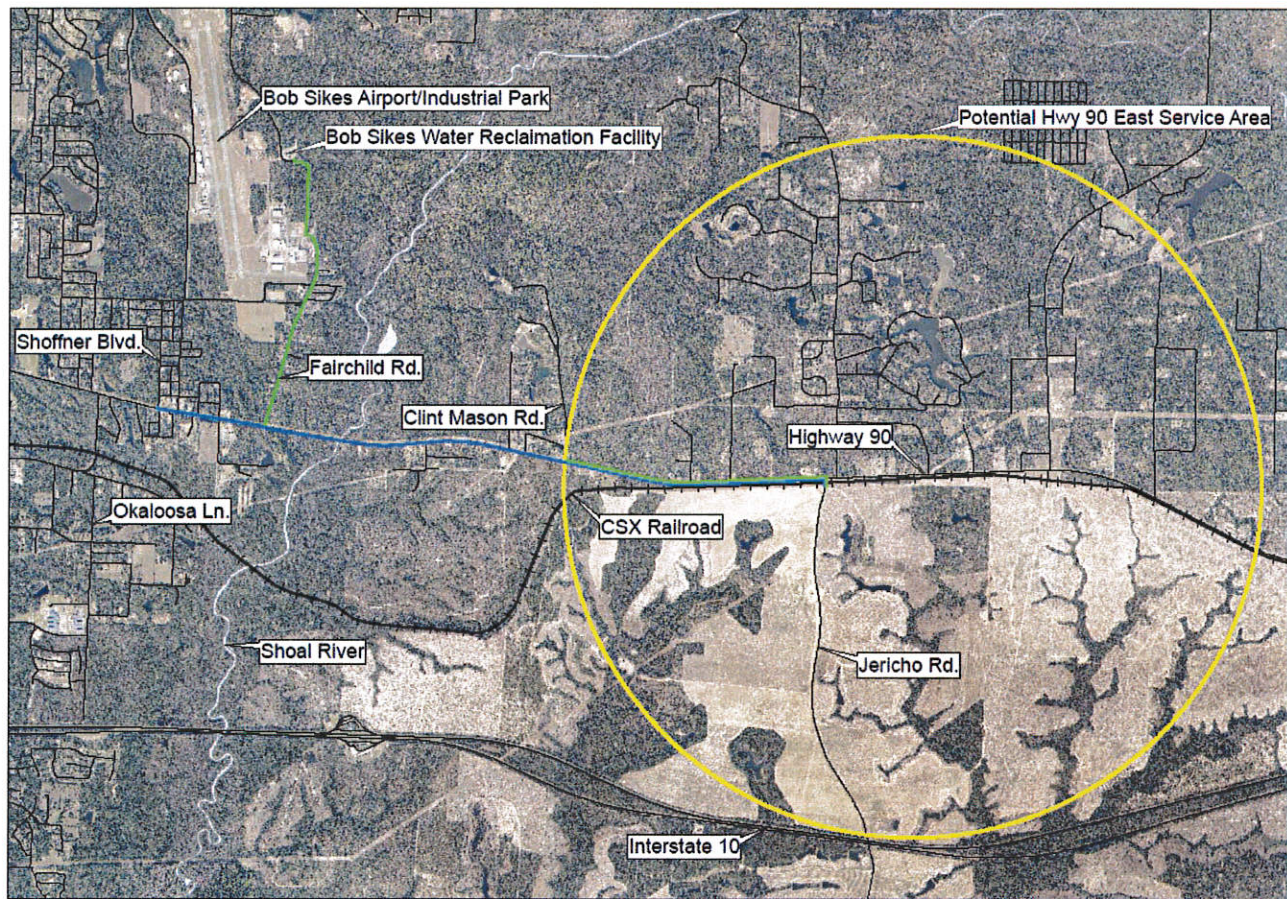 Bob Sikes Airport/Industrial Park
Potential Hwy 90 East Service Area
Bob Sikes Water Reclaimation Facility
Shoffner Blvd.
Fairchild Rd.
Clint Mason Rd.
Highway 90
Okaloosa Ln.
CSX Railroad
Shoal River
Jericho Rd.
Interstate 10